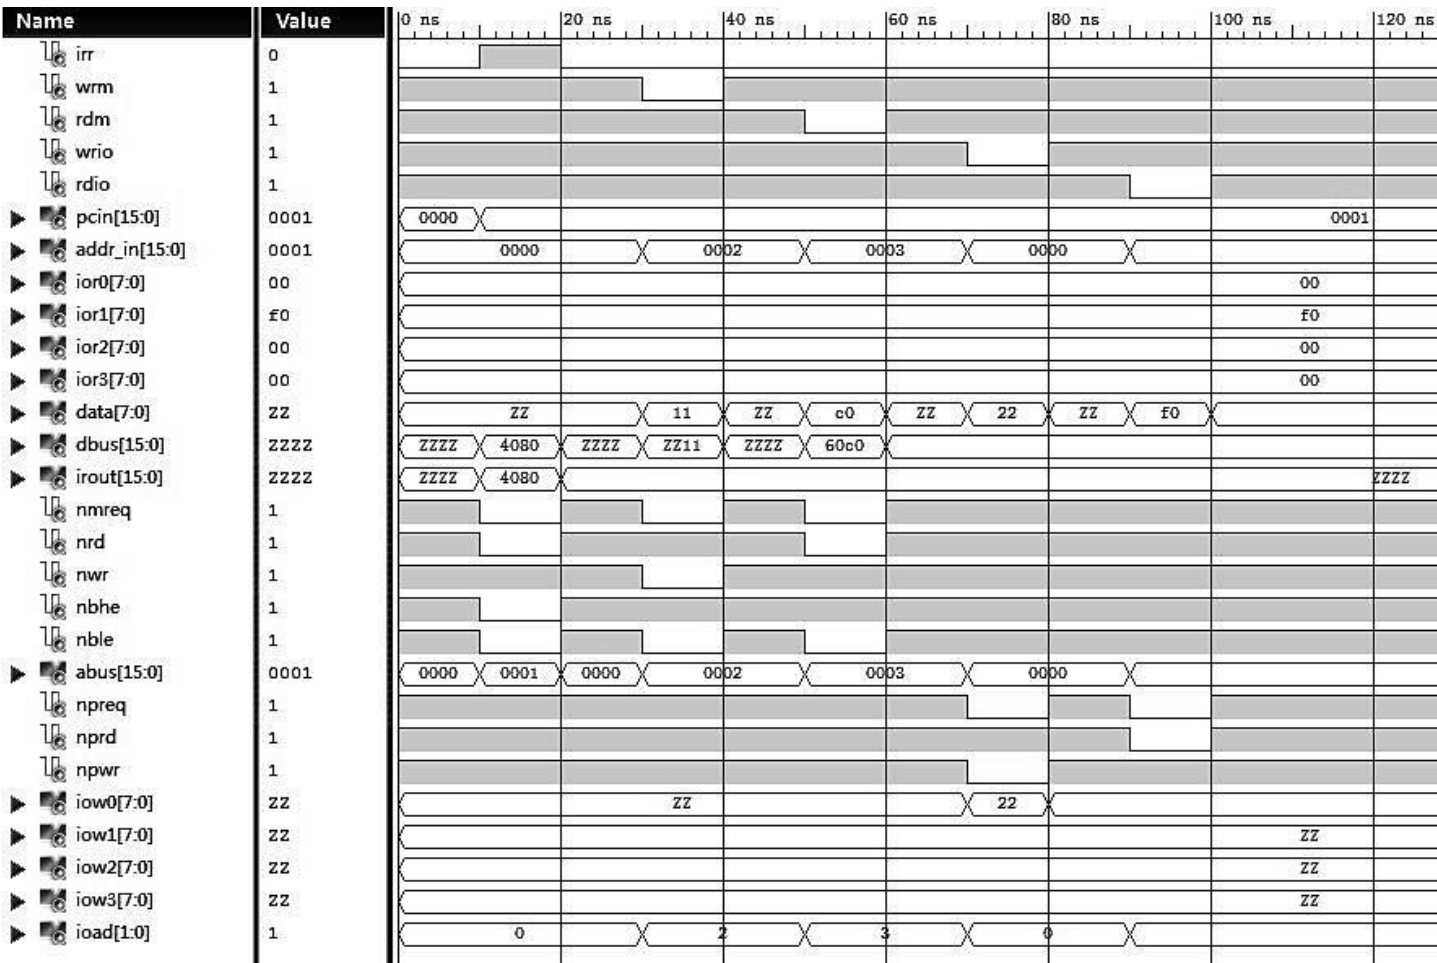 Name Value 0 ns 20 ns 40 ns 60 ns 80 ns 100 ns 120 ns
irr 0
wrm 1
rdm 1
wrio 1
rdio 1
pcin[15:0] 0001 0000 0001
addr_in[15:0] 0001 0000 0002 0003 0000
ior0[7:0] 00 00
ior1[7:0] f0 f0
ior2[7:0] 00 00
ior3[7:0] 00 00
data[7:0] ZZ ZZ 11 ZZ c0 ZZ 22 ZZ f0
dbus[15:0] ZZZZ ZZZZ 4080 ZZZZ ZZ11 ZZZZ 60c0
irout[15:0] ZZZZ ZZZZ 4080 ZZZZ
nmreq 1
nrd 1
nwr 1
nbhe 1
nble 1
abus[15:0] 0001 0000 0001 0000 0002 0003 0000
npreq 1
nprd 1
npwr 1
iow0[7:0] ZZ ZZ 22
iow1[7:0] ZZ ZZ
iow2[7:0] ZZ ZZ
iow3[7:0] ZZ ZZ
ioad[1:0] 1 0 2 3 0